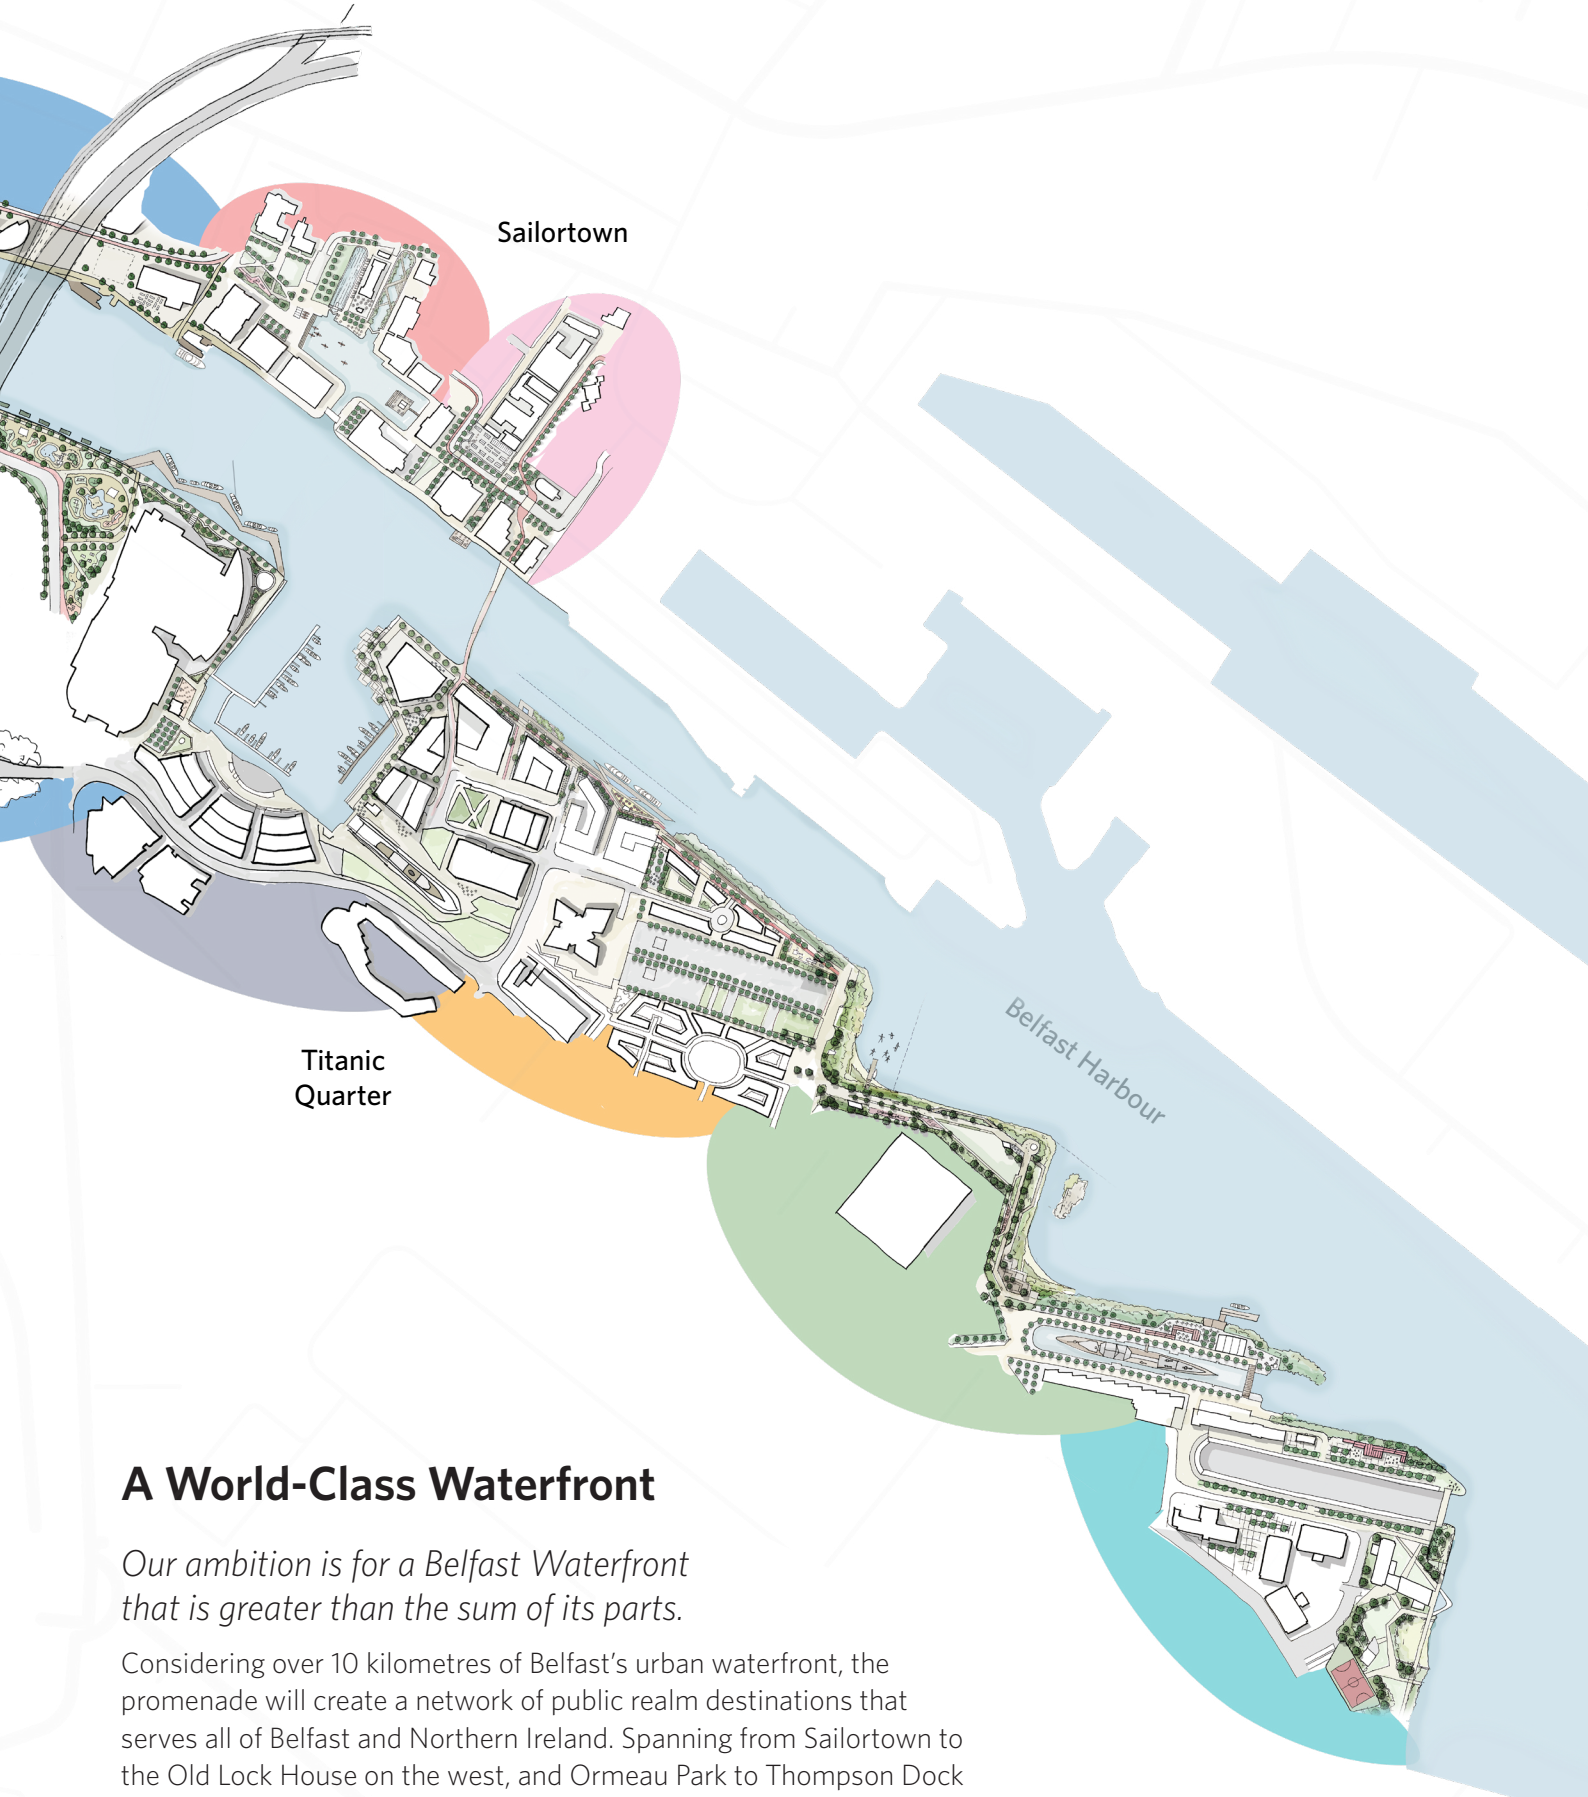 Sailortown
Belfast Harbour
Titanic
Quarter
A World-Class Waterfront
Our ambition is for a Belfast Waterfront
that is greater than the sum of its parts.
Considering over 10 kilometres of Belfast’s urban waterfront, the
promenade will create a network of public realm destinations that
serves all of Belfast and Northern Ireland. Spanning from Sailortown to
the Old Lock House on the west, and Ormeau Park to Thompson Dock